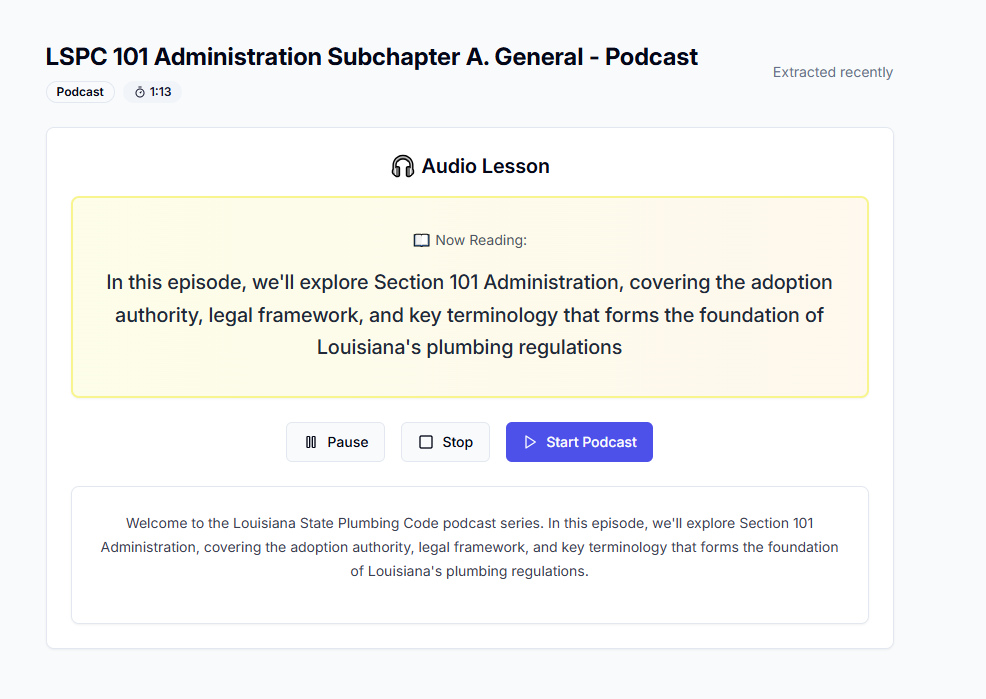 LSPC 101 Administration Subchapter A. General - Podcast
Extracted recently
Podcast
1:13
Audio Lesson
Now Reading:
In this episode, we'll explore Section 101 Administration, covering the adoption
authority, legal framework, and key terminology that forms the foundation of
Louisiana's plumbing regulations
Pause
Stop
Start Podcast
Welcome to the Louisiana State Plumbing Code podcast series. In this episode, we'll explore Section 101
Administration, covering the adoption authority, legal framework, and key terminology that forms the foundation
of Louisiana's plumbing regulations.